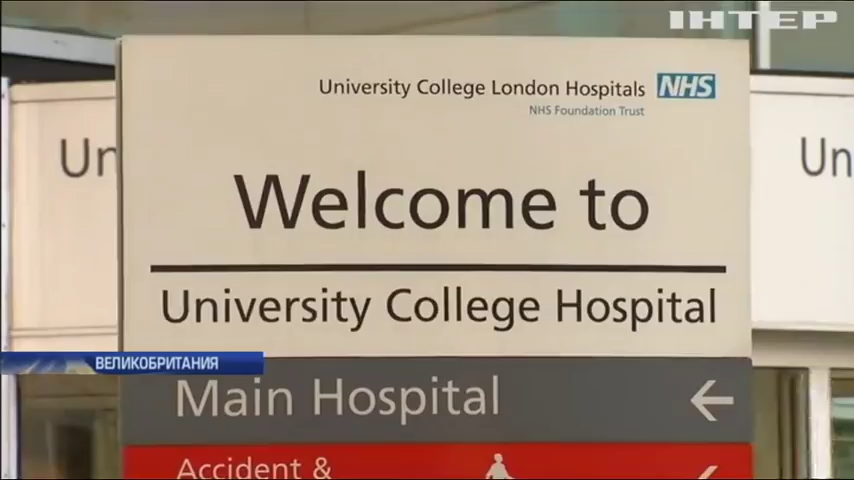 ІНТЕР
University College London Hospitals NHS
NHS Foundation Trust
Un
Un
Welcome to
University College Hospital
ВЕЛИКОБРИТАНИЯ
Main Hospital
Accident &